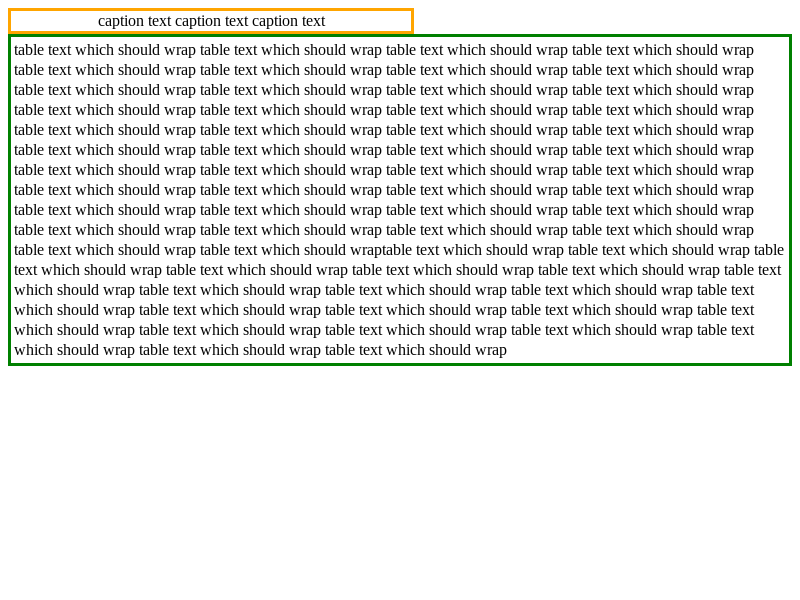 caption text caption text caption text
table text which should wrap table text which should wrap table text which should wrap table text which should wrap
table text which should wrap table text which should wrap table text which should wrap table text which should wrap
table text which should wrap table text which should wrap table text which should wrap table text which should wrap
table text which should wrap table text which should wrap table text which should wrap table text which should wrap
table text which should wrap table text which should wrap table text which should wrap table text which should wrap
table text which should wrap table text which should wrap table text which should wrap table text which should wrap
table text which should wrap table text which should wrap table text which should wrap table text which should wrap
table text which should wrap table text which should wrap table text which should wrap table text which should wrap
table text which should wrap table text which should wrap table text which should wrap table text which should wrap
table text which should wrap table text which should wrap table text which should wrap table text which should wrap
table text which should wrap table text which should wraptable text which should wrap table text which should wrap table
text which should wrap table text which should wrap table text which should wrap table text which should wrap table text
which should wrap table text which should wrap table text which should wrap table text which should wrap table text
which should wrap table text which should wrap table text which should wrap table text which should wrap table text
which should wrap table text which should wrap table text which should wrap table text which should wrap table text
which should wrap table text which should wrap table text which should wrap